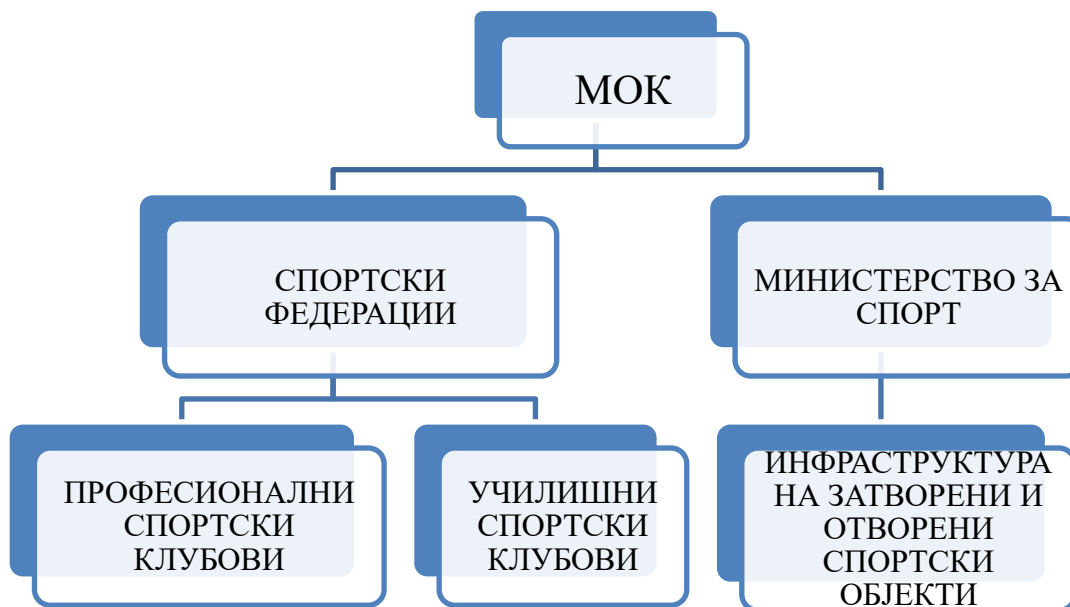 МОК
СПОРТСКИ
ФЕДЕРАЦИИ
МИНИСТЕРСТВО ЗА
СПОРТ
ПРОФЕСИОНАЛНИ
СПОРТСКИ
КЛУБОВИ
УЧИЛИШНИ
СПОРТСКИ
КЛУБОВИ
ИНФРАСТРУКТУРА
НА ЗАТВОРЕНИ И
ОТВОРЕНИ
СПОРТСКИ
ОБЈЕКТИ